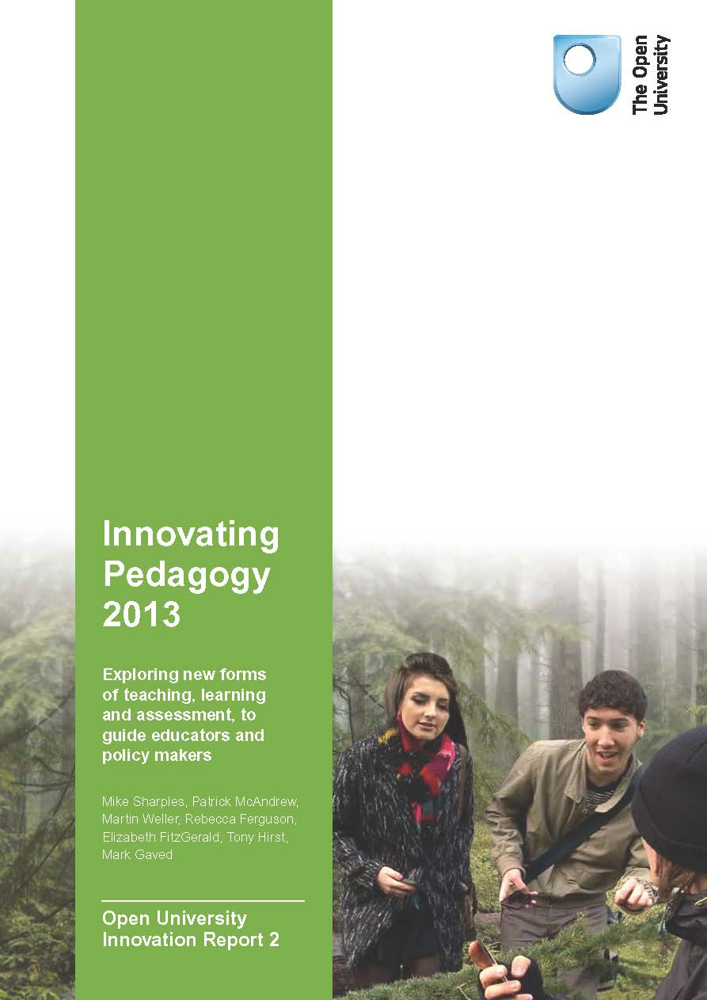 The Open
University
Innovating
Pedagogy
2013
Exploring new forms
of teaching, learning
and assessment, to
guide educators and
policy makers
Mike Sharples, Patrick McAndrew,
Martin Weller, Rebecca Ferguson,
Elizabeth FitzGerald, Tony Hirst,
Mark Gaved
Open University
Innovation Report 2